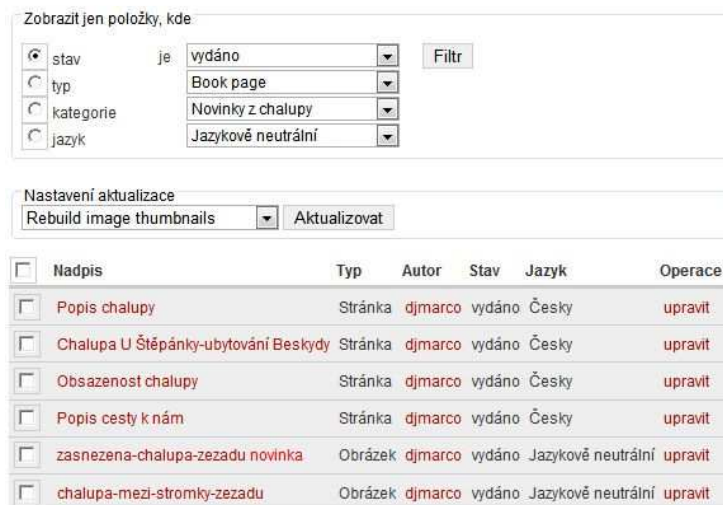 Zobrazit jen položky, kde
stav je vydáno Filtr
typ Book page
kategorie Novinky z chalupy
jazyk Jazykově neutrální
Nastavení aktualizace
Rebuild image thumbnails Aktualizovat
Nadpis Typ Autor Stav Jazyk Operace
Popis chalupy Stránka djmarco vydáno Česky upravit
Chalupa U Štěpánky-ubytování Beskydy Stránka djmarco vydáno Česky upravit
Obsazenost chalupy Stránka djmarco vydáno Česky upravit
Popis cesty k nám Stránka djmarco vydáno Česky upravit
zasnezena-chalupa-zezadu novinka Obrázek djmarco vydáno Jazykově neutrální upravit
chalupa-mezi-stromky-zezadu Obrázek djmarco vydáno Jazykově neutrální upravit